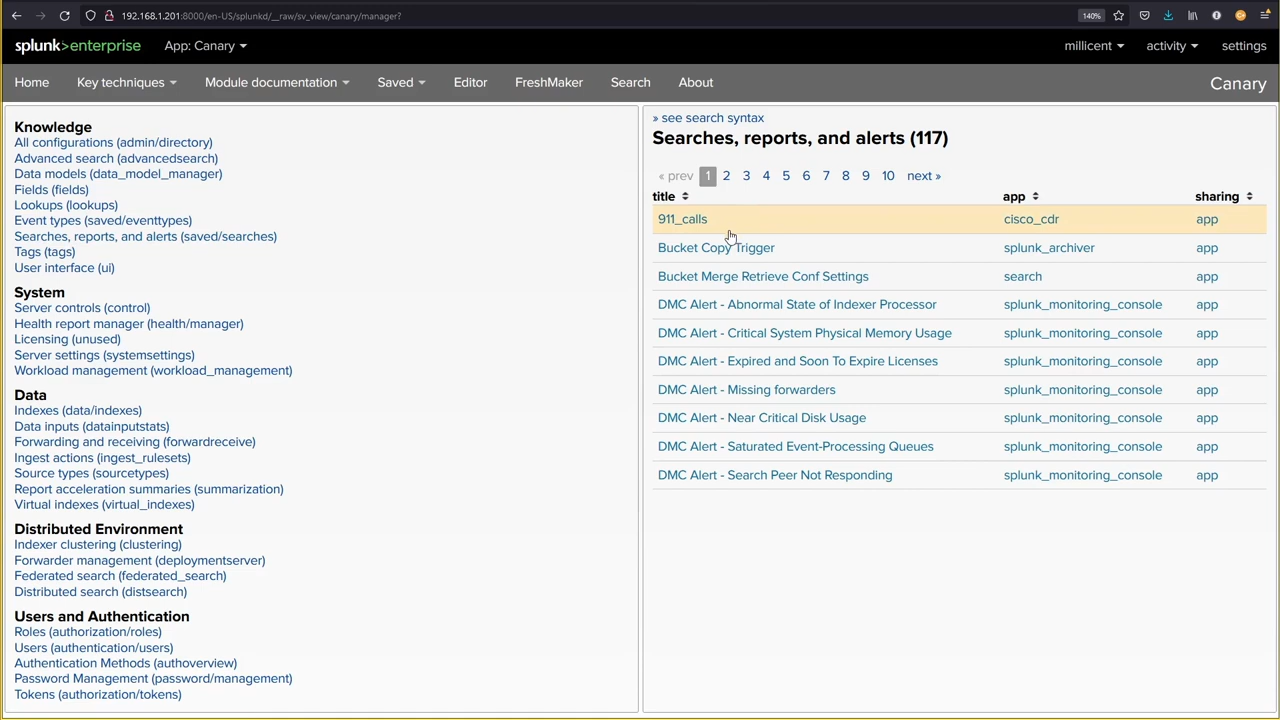 192.168.1.201:8000/en-US/splunkd/__raw/sv_view/canary/manager?
140%
splunk>enterprise App: Canary millicent activity settings
Home Key techniques Module documentation Saved Editor FreshMaker Search About Canary
Knowledge
All configurations (admin/directory)
Advanced search (advancedsearch)
Data models (data_model_manager)
Fields (fields)
Lookups (lookups)
Event types (saved/eventtypes)
Searches, reports, and alerts (saved/searches)
Tags (tags)
User interface (ui)
System
Server controls (control)
Health report manager (health/manager)
Licensing (unused)
Server settings (systemsettings)
Workload management (workload_management)
Data
Indexes (data/indexes)
Data inputs (datainputstats)
Forwarding and receiving (forwardreceive)
Ingest actions (ingest_rulesets)
Source types (sourcetypes)
Report acceleration summaries (summarization)
Virtual indexes (virtual_indexes)
Distributed Environment
Indexer clustering (clustering)
Forwarder management (deploymentserver)
Federated search (federated_search)
Distributed search (distsearch)
Users and Authentication
Roles (authorization/roles)
Users (authentication/users)
Authentication Methods (authoverview)
Password Management (password/management)
Tokens (authorization/tokens)
» see search syntax
Searches, reports, and alerts (117)
« prev 1 2 3 4 5 6 7 8 9 10 next »
title app sharing
911_calls cisco_cdr app
Bucket Copy Trigger splunk_archiver app
Bucket Merge Retrieve Conf Settings search app
DMC Alert - Abnormal State of Indexer Processor splunk_monitoring_console app
DMC Alert - Critical System Physical Memory Usage splunk_monitoring_console app
DMC Alert - Expired and Soon To Expire Licenses splunk_monitoring_console app
DMC Alert - Missing forwarders splunk_monitoring_console app
DMC Alert - Near Critical Disk Usage splunk_monitoring_console app
DMC Alert - Saturated Event-Processing Queues splunk_monitoring_console app
DMC Alert - Search Peer Not Responding splunk_monitoring_console app